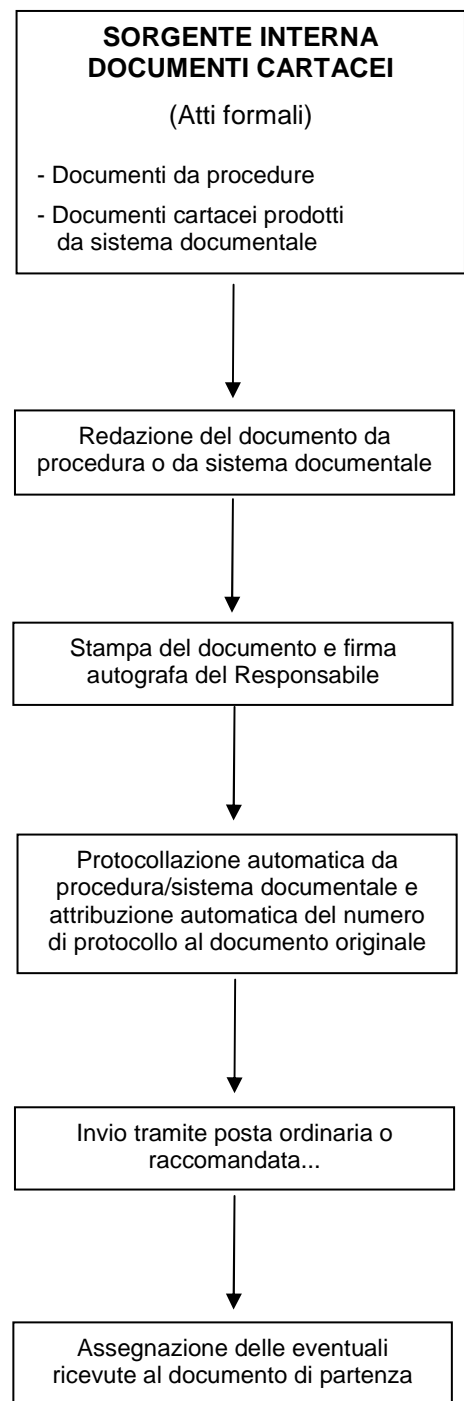 SORGENTE INTERNA
DOCUMENTI CARTACEI
(Atti formali)
- Documenti da procedure
- Documenti cartacei prodotti
da sistema documentale
Redazione del documento da
procedura o da sistema documentale
Stampa del documento e firma
autografa del Responsabile
Protocollazione automatica da
procedura/sistema documentale e
attribuzione automatica del numero
di protocollo al documento originale
Invio tramite posta ordinaria o
raccomandata...
Assegnazione delle eventuali
ricevute al documento di partenza